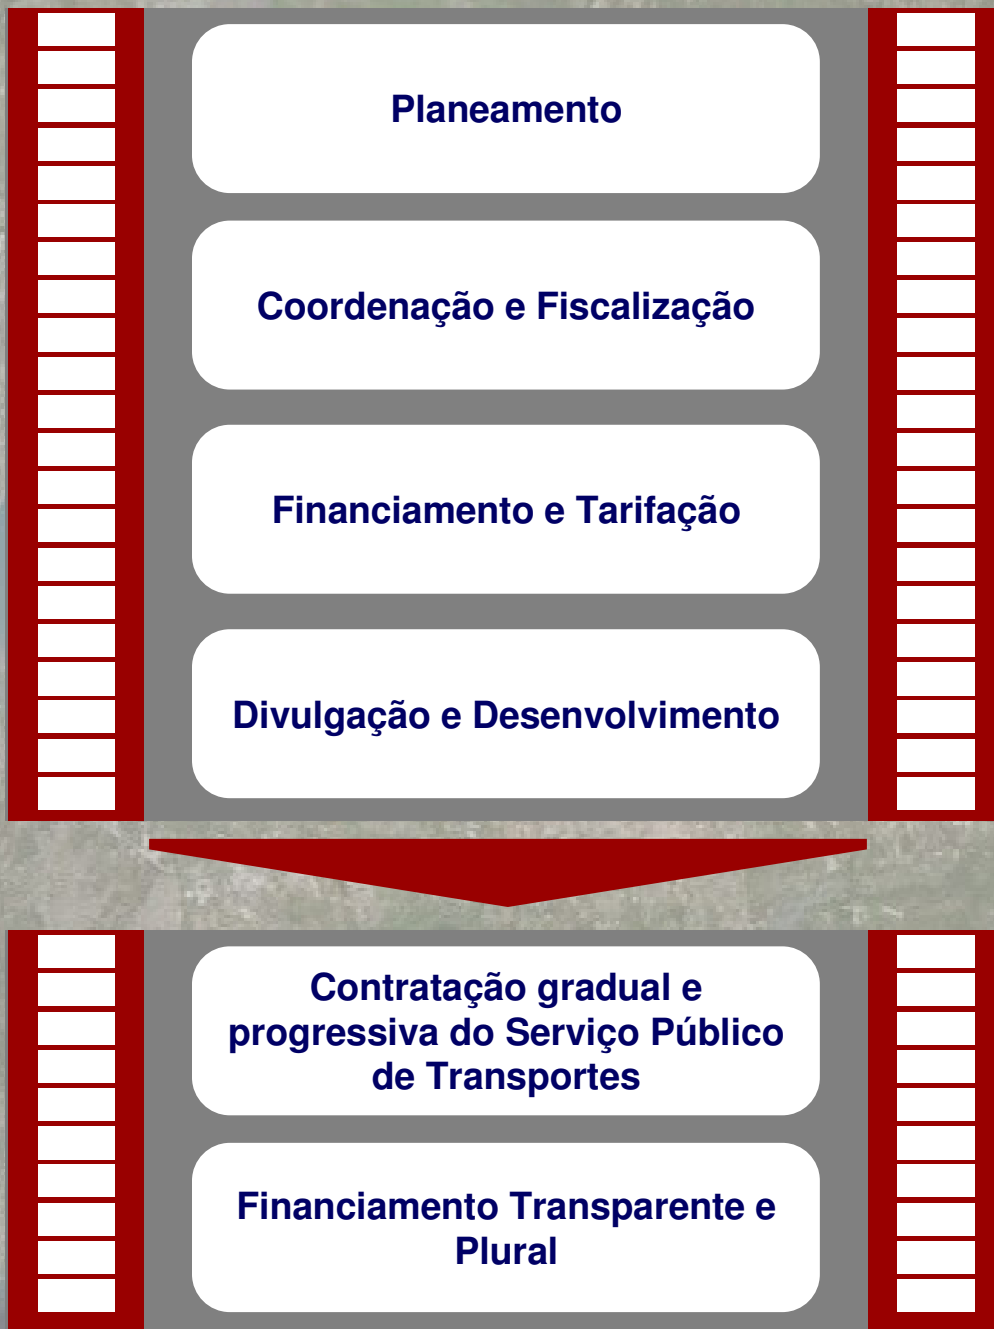 Planeamento
Coordenação e Fiscalização
Financiamento e Tarifação
Divulgação e Desenvolvimento
Contratação gradual e
progressiva do Serviço Público
de Transportes
Financiamento Transparente e
Plural